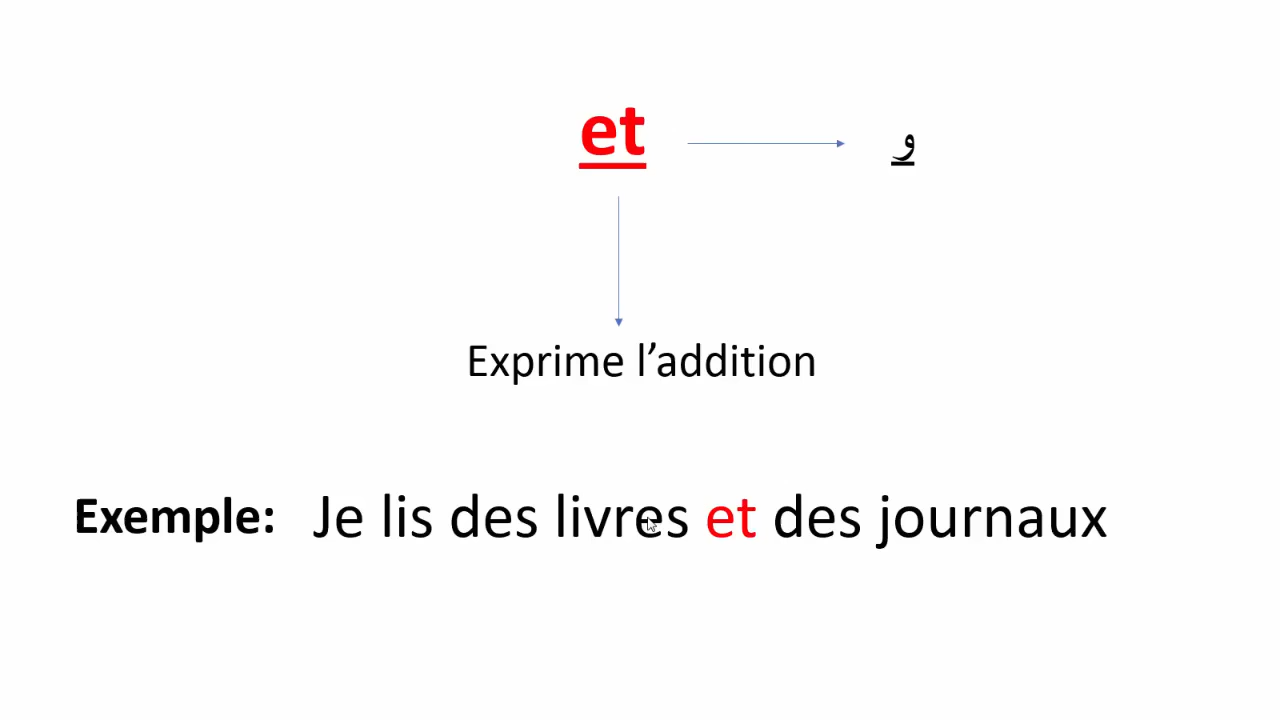 et و
Exprime l’addition
Exemple: Je lis des livres et des journaux